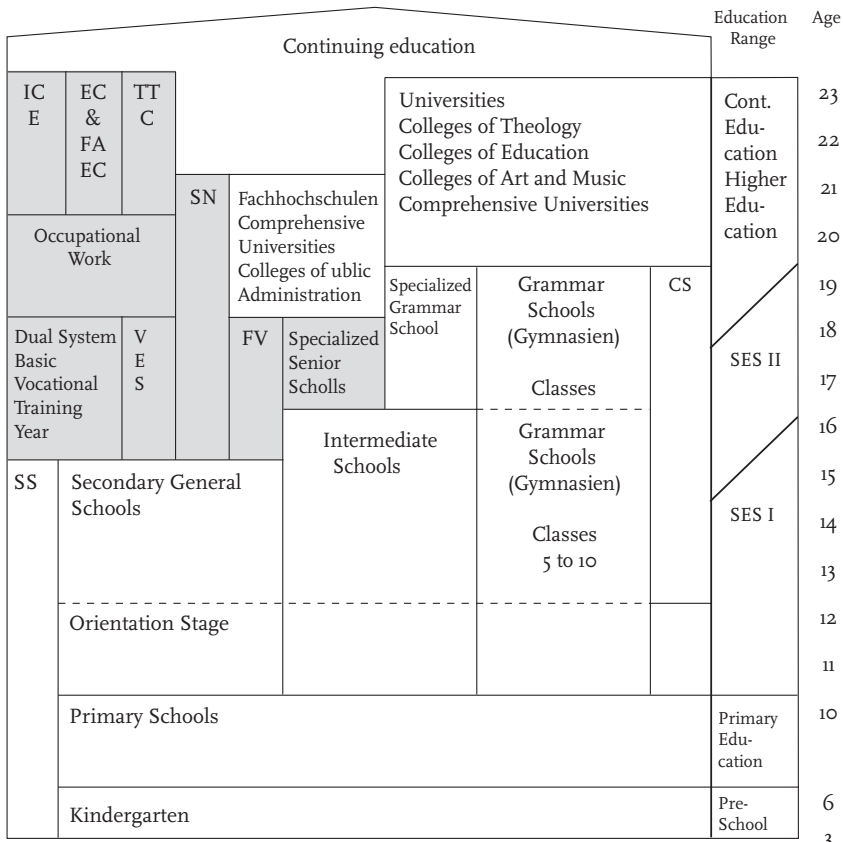 Continuing education
Education
Range
Age
IC
E
EC
&
FA
EC
TT
C
Occupational
Work
Dual System
Basic
Vocational
Training
Year
V
E
S
SN
Fachhochschulen
Comprehensive
Universities
Colleges of ublic
Administration
FV
Specialized
Senior
Scholls
Universities
Colleges of Theology
Colleges of Education
Colleges of Art and Music
Comprehensive Universities
Specialized
Grammar
School
Grammar
Schools
(Gymnasien)
Classes
CS
Intermediate
Schools
Grammar
Schools
(Gymnasien)
Classes
5 to 10
SS
Secondary General
Schools
Orientation Stage
Primary Schools
Kindergarten
Cont.
Edu-
cation
Higher
Edu-
cation
SES II
SES I
Primary
Edu-
cation
Pre-
School
23
22
21
20
19
18
17
16
15
14
13
12
11
10
6
3